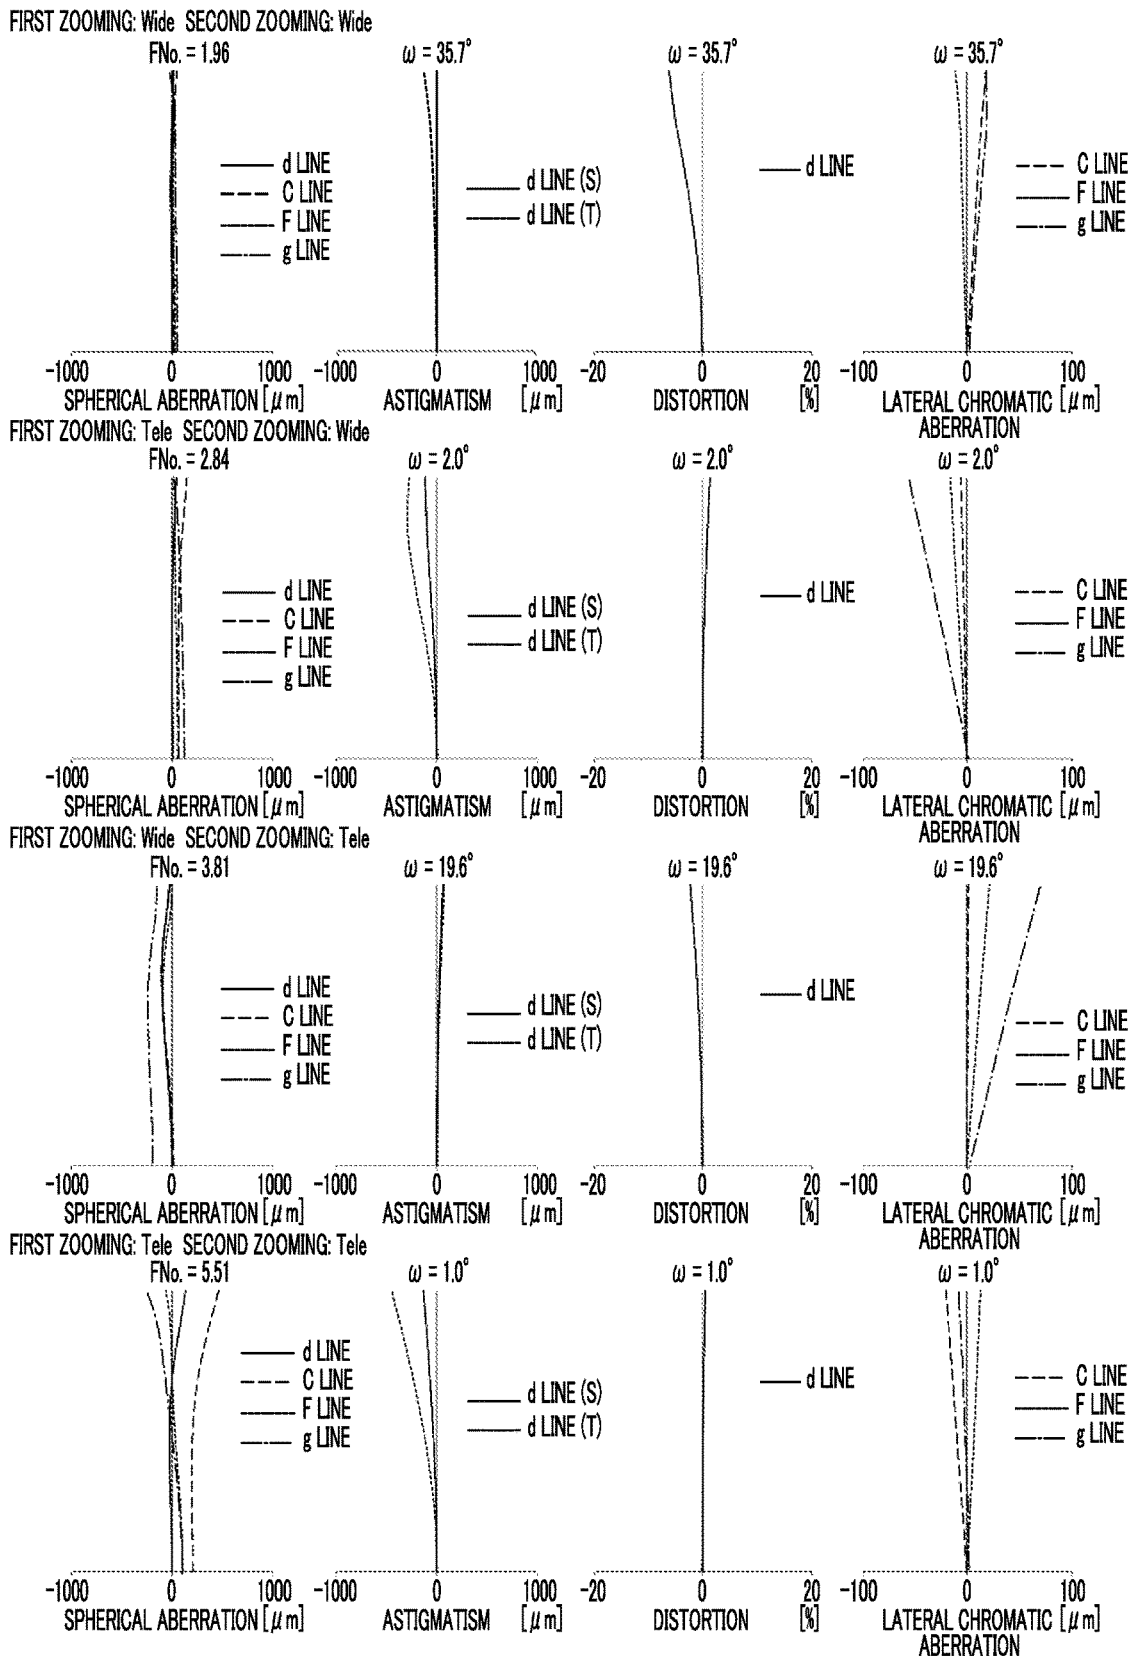 FIRST ZOOMING: Wide SECOND ZOOMING: Wide
FNo. = 1.96
ω = 35.7°
ω = 35.7°
ω = 35.7°
d LINE
C LINE
F LINE
g LINE
d LINE (S)
d LINE (T)
d LINE
C LINE
F LINE
g LINE
-1000 0 1000
-1000 0 1000
-20 0 20
-100 0 100
SPHERICAL ABERRATION [μm]
ASTIGMATISM [μm]
DISTORTION [%]
LATERAL CHROMATIC [μm]
ABERRATION
FIRST ZOOMING: Tele SECOND ZOOMING: Wide
FNo. = 2.84
ω = 2.0°
ω = 2.0°
ω = 2.0°
d LINE
C LINE
F LINE
g LINE
d LINE (S)
d LINE (T)
d LINE
C LINE
F LINE
g LINE
-1000 0 1000
-1000 0 1000
-20 0 20
-100 0 100
SPHERICAL ABERRATION [μm]
ASTIGMATISM [μm]
DISTORTION [%]
LATERAL CHROMATIC [μm]
ABERRATION
FIRST ZOOMING: Wide SECOND ZOOMING: Tele
FNo. = 3.81
ω = 19.6°
ω = 19.6°
ω = 19.6°
d LINE
C LINE
F LINE
g LINE
d LINE (S)
d LINE (T)
d LINE
C LINE
F LINE
g LINE
-1000 0 1000
-1000 0 1000
-20 0 20
-100 0 100
SPHERICAL ABERRATION [μm]
ASTIGMATISM [μm]
DISTORTION [%]
LATERAL CHROMATIC [μm]
ABERRATION
FIRST ZOOMING: Tele SECOND ZOOMING: Tele
FNo. = 5.51
ω = 1.0°
ω = 1.0°
ω = 1.0°
d LINE
C LINE
F LINE
g LINE
d LINE (S)
d LINE (T)
d LINE
C LINE
F LINE
g LINE
-1000 0 1000
-1000 0 1000
-20 0 20
-100 0 100
SPHERICAL ABERRATION [μm]
ASTIGMATISM [μm]
DISTORTION [%]
LATERAL CHROMATIC [μm]
ABERRATION